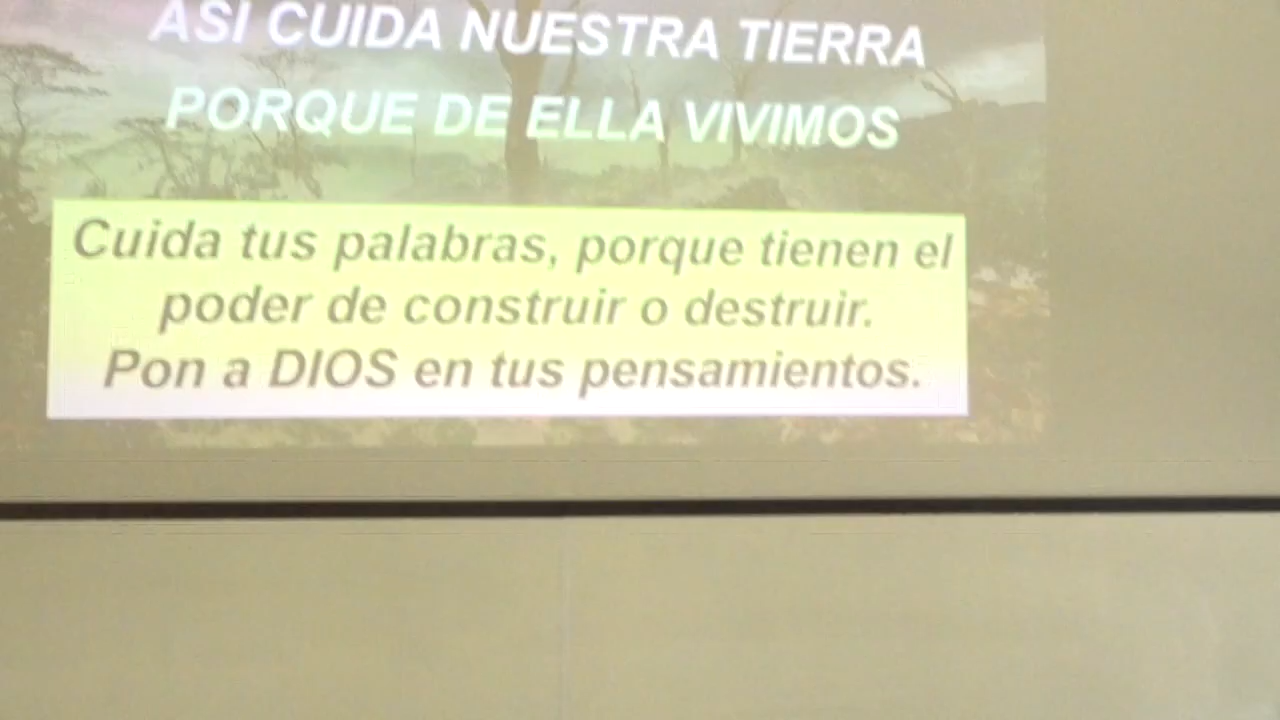 ASI CUIDA NUESTRA TIERRA
PORQUE DE ELLA VIVIMOS
Cuida tus palabras, porque tienen el
poder de construir o destruir.
Pon a DIOS en tus pensamientos.